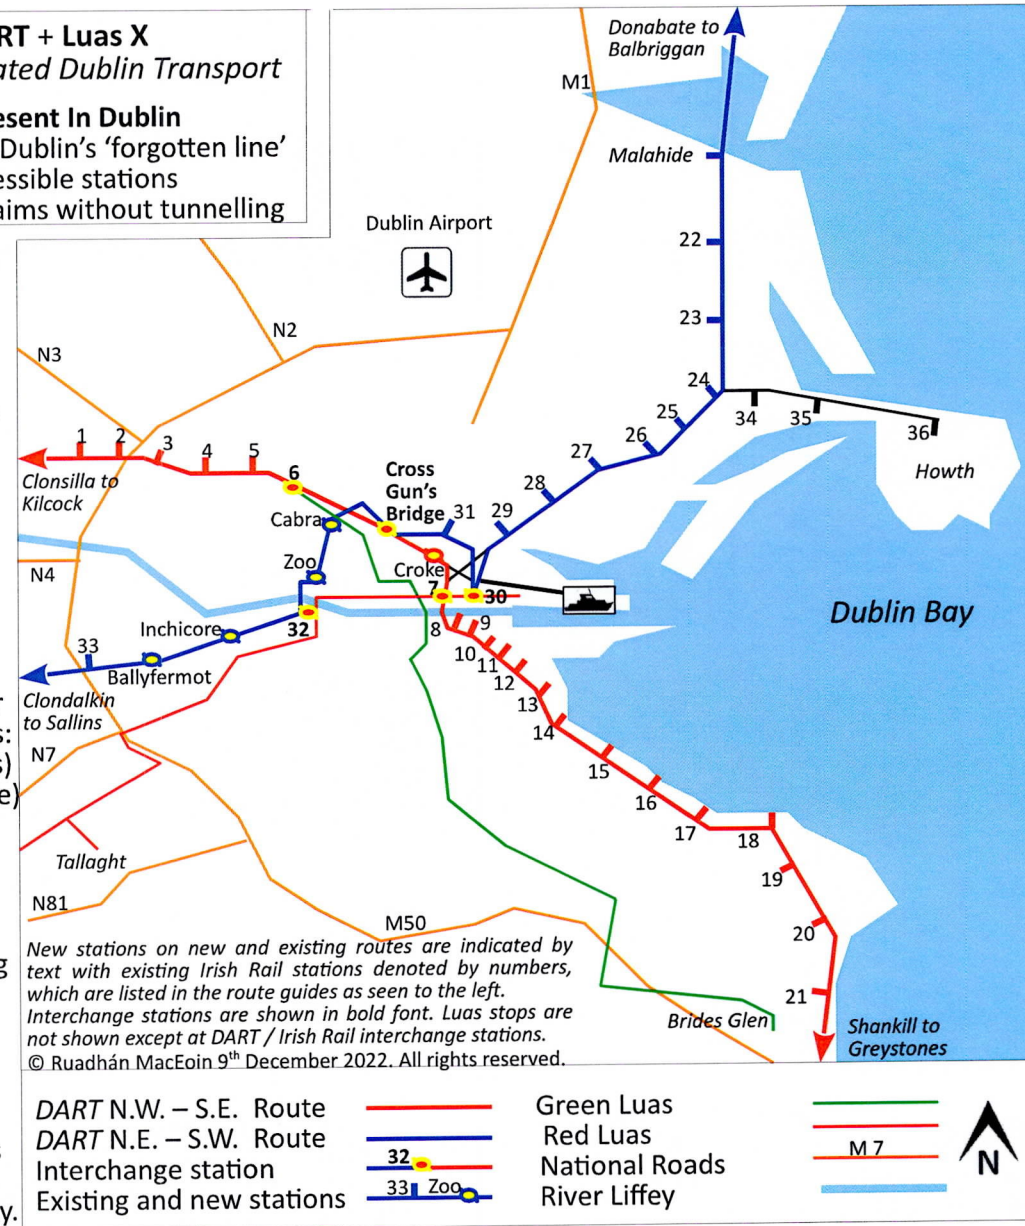 RT + Luas X
ated Dublin Transport
esent In Dublin
Dublin's ‘forgotten line’
essible stations
aims without tunnelling
Donabate to
Balbriggan
M1
Malahide
Dublin Airport
22
N2
23
N3
24
34
35
36
25
26
27
1
2
3
4
5
6
Cross
Gun's
Bridge
Howth
Clonsilla to
Kilcock
28
29
31
Cabra
Croke
Zoo
N4
7
30
Dublin Bay
Inchicore
32
8
9
33
10
11
Ballyfermot
12
Clondalkin
to Sallins
13
s:
14
N7
s)
15
e)
16
17
18
Tallaght
19
N81
M50
20
g
New stations on new and existing routes are indicated by
text with existing Irish Rail stations denoted by numbers,
which are listed in the route guides as seen to the left.
Interchange stations are shown in bold font. Luas stops are
not shown except at DART / Irish Rail interchange stations.
© Ruadhán MacEoin 9th December 2022. All rights reserved.
21
Brides Glen
Shankill to
Greystones
DART N.W. – S.E. Route
DART N.E. – S.W. Route
Interchange station
32
Existing and new stations
33 Zoo
Green Luas
Red Luas
National Roads
M 7
River Liffey
N
y.